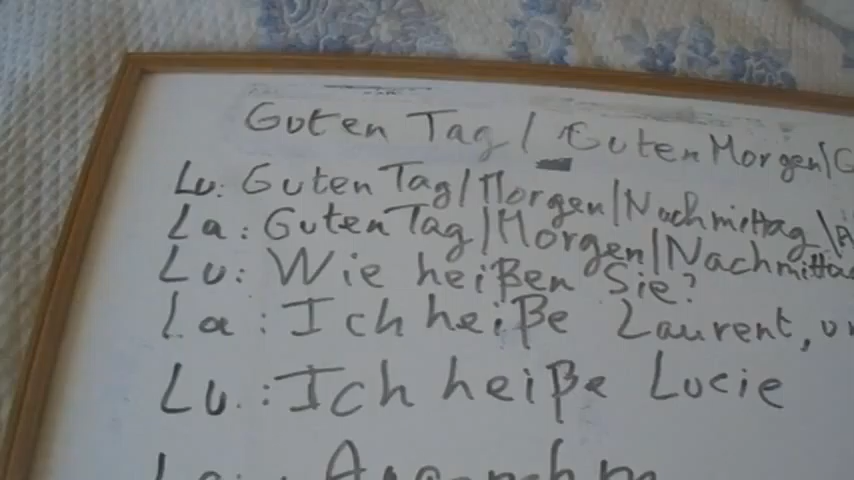 Guten Tag / Guten Morgen|G
Lu: Guten Tag/Morgen|Nachmittag\A
La: Guten Tag/Morgen/Nachmittag
Lu: Wie heißen Sie?
La: Ich heiße Laurent,
Lu.: Ich heiße Lucie